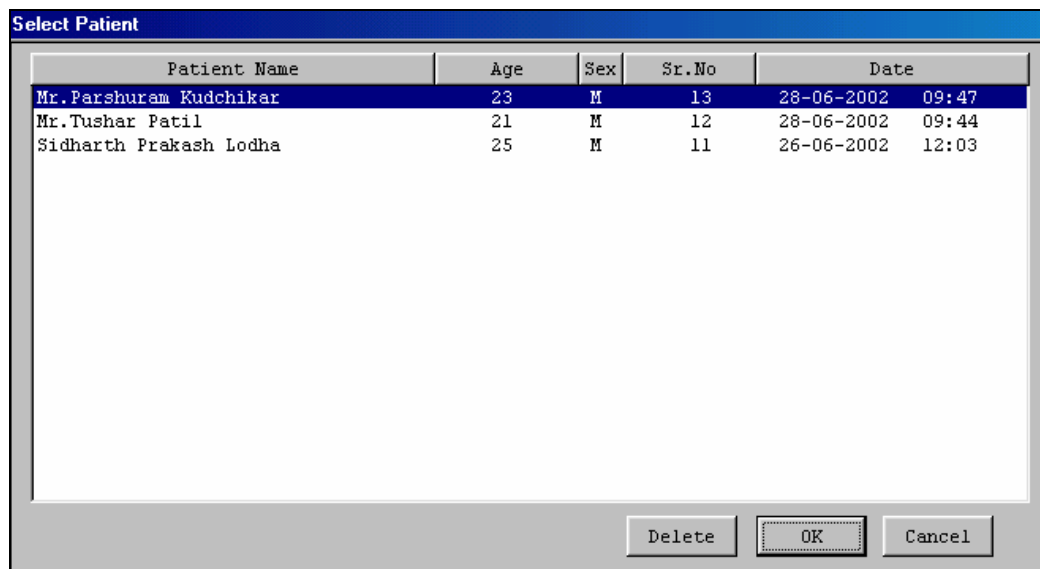 Select Patient
Patient Name Age Sex Sr.No Date
Mr.Parshuram Kudchikar 23 M 13 28-06-2002 09:47
Mr.Tushar Patil 21 M 12 28-06-2002 09:44
Sidharth Prakash Lodha 25 M 11 26-06-2002 12:03
Delete OK Cancel